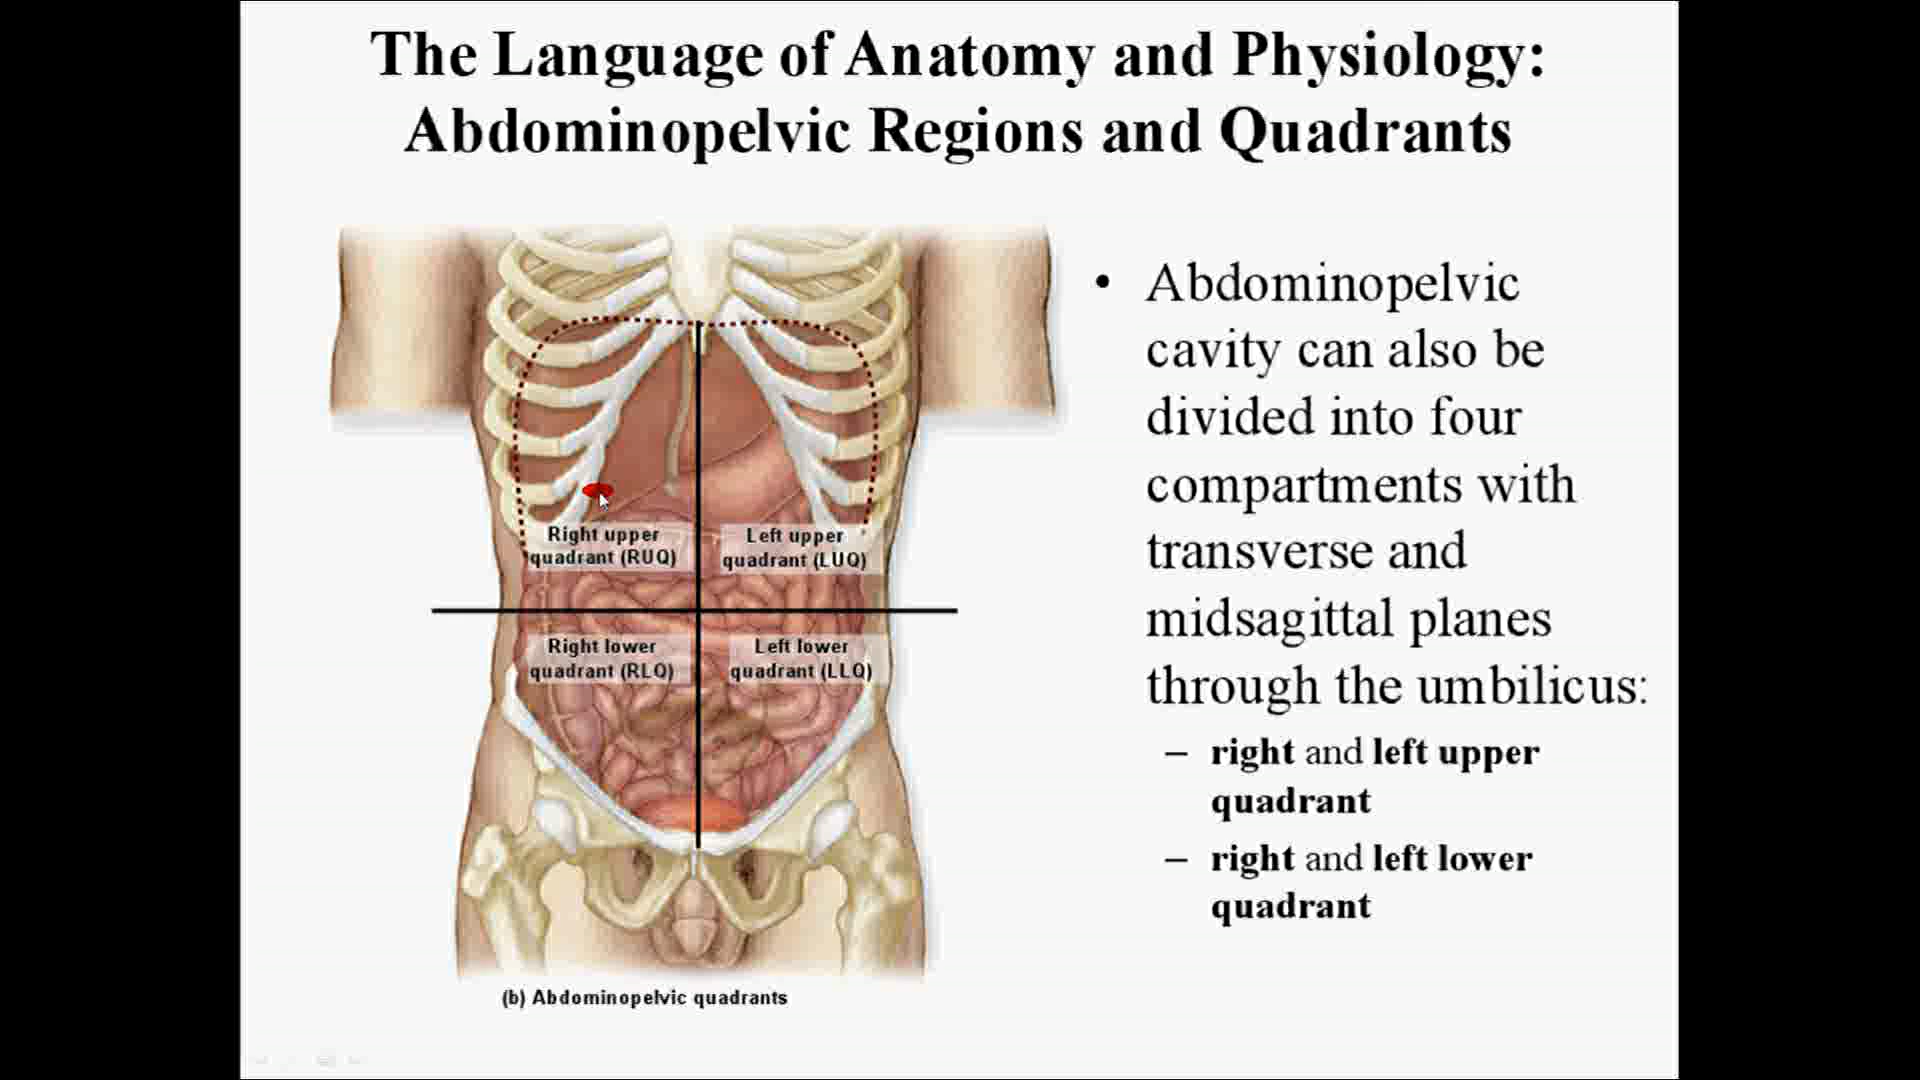 The Language of Anatomy and Physiology:
Abdominopelvic Regions and Quadrants
Right upper
quadrant (RUQ)
Left upper
quadrant (LUQ)
Right lower
quadrant (RLQ)
Left lower
quadrant (LLQ)
(b) Abdominopelvic quadrants
• Abdominopelvic
cavity can also be
divided into four
compartments with
transverse and
midsagittal planes
through the umbilicus:
– right and left upper
quadrant
– right and left lower
quadrant